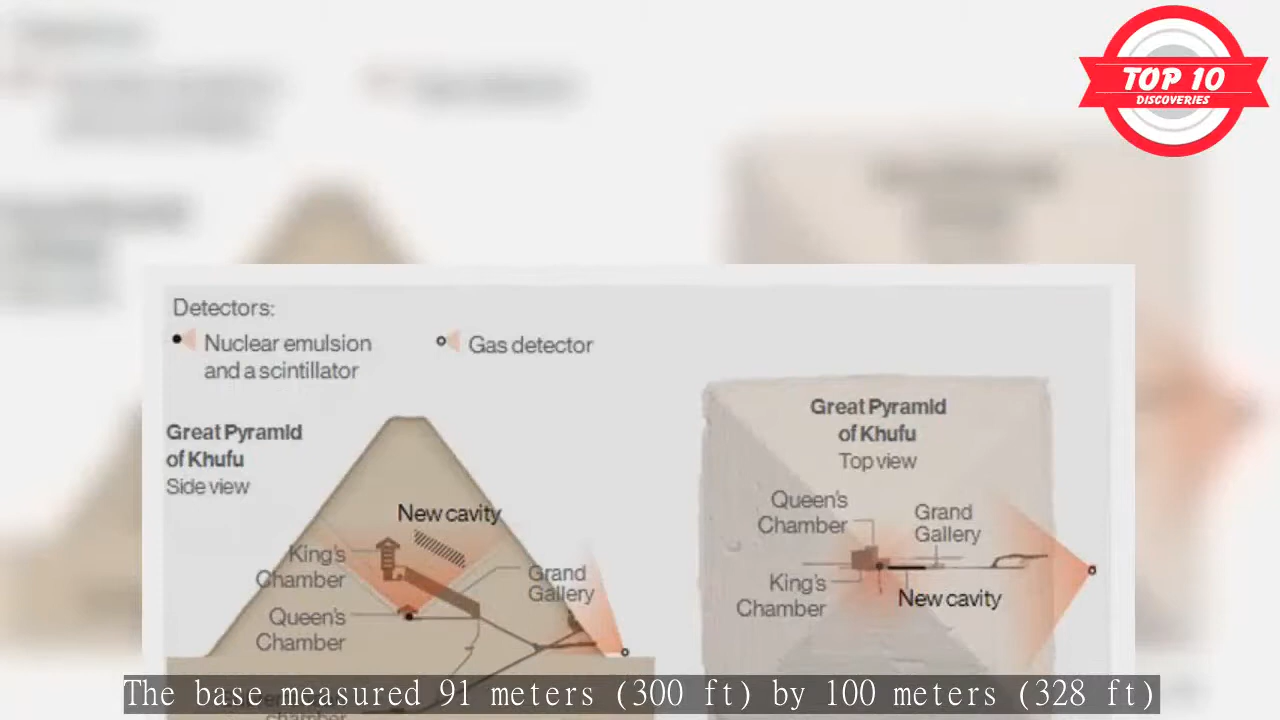 TOP 10
DISCOVERIES
Detectors:
Nuclear emulsion
and a scintillator
Gas detector
Great Pyramid
of Khufu
Side view
New cavity
King's
Chamber
Grand
Gallery
Queen's
Chamber
Great Pyramid
of Khufu
Top view
Queen's
Chamber
Grand
Gallery
King's
Chamber
New cavity
chamber
The base measured 91 meters (300 ft) by 100 meters (328 ft)